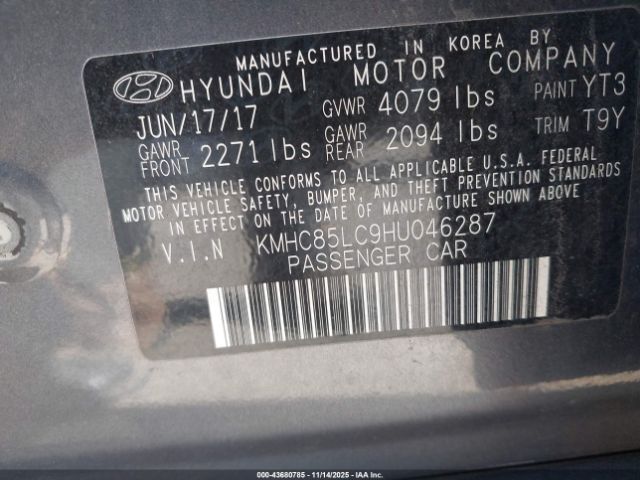 MANUFACTURED IN KOREA BY
HYUNDAI MOTOR COMPANY
JUN/17/17 GVWR 4079 lbs PAINT YT3
GAWR FRONT 2271 lbs GAWR REAR 2094 lbs TRIM T9Y
THIS VEHICLE CONFORMS TO ALL APPLICABLE U.S.A. FEDERAL
MOTOR VEHICLE SAFETY, BUMPER, AND THEFT PREVENTION STANDARDS
IN EFFECT ON THE DATE OF MANUFACTURE SHOWN ABOVE
V.I.N KMHC85LC9HU046287
PASSENGER CAR
000-43680785 - 11/14/2025 - IAAI.COM